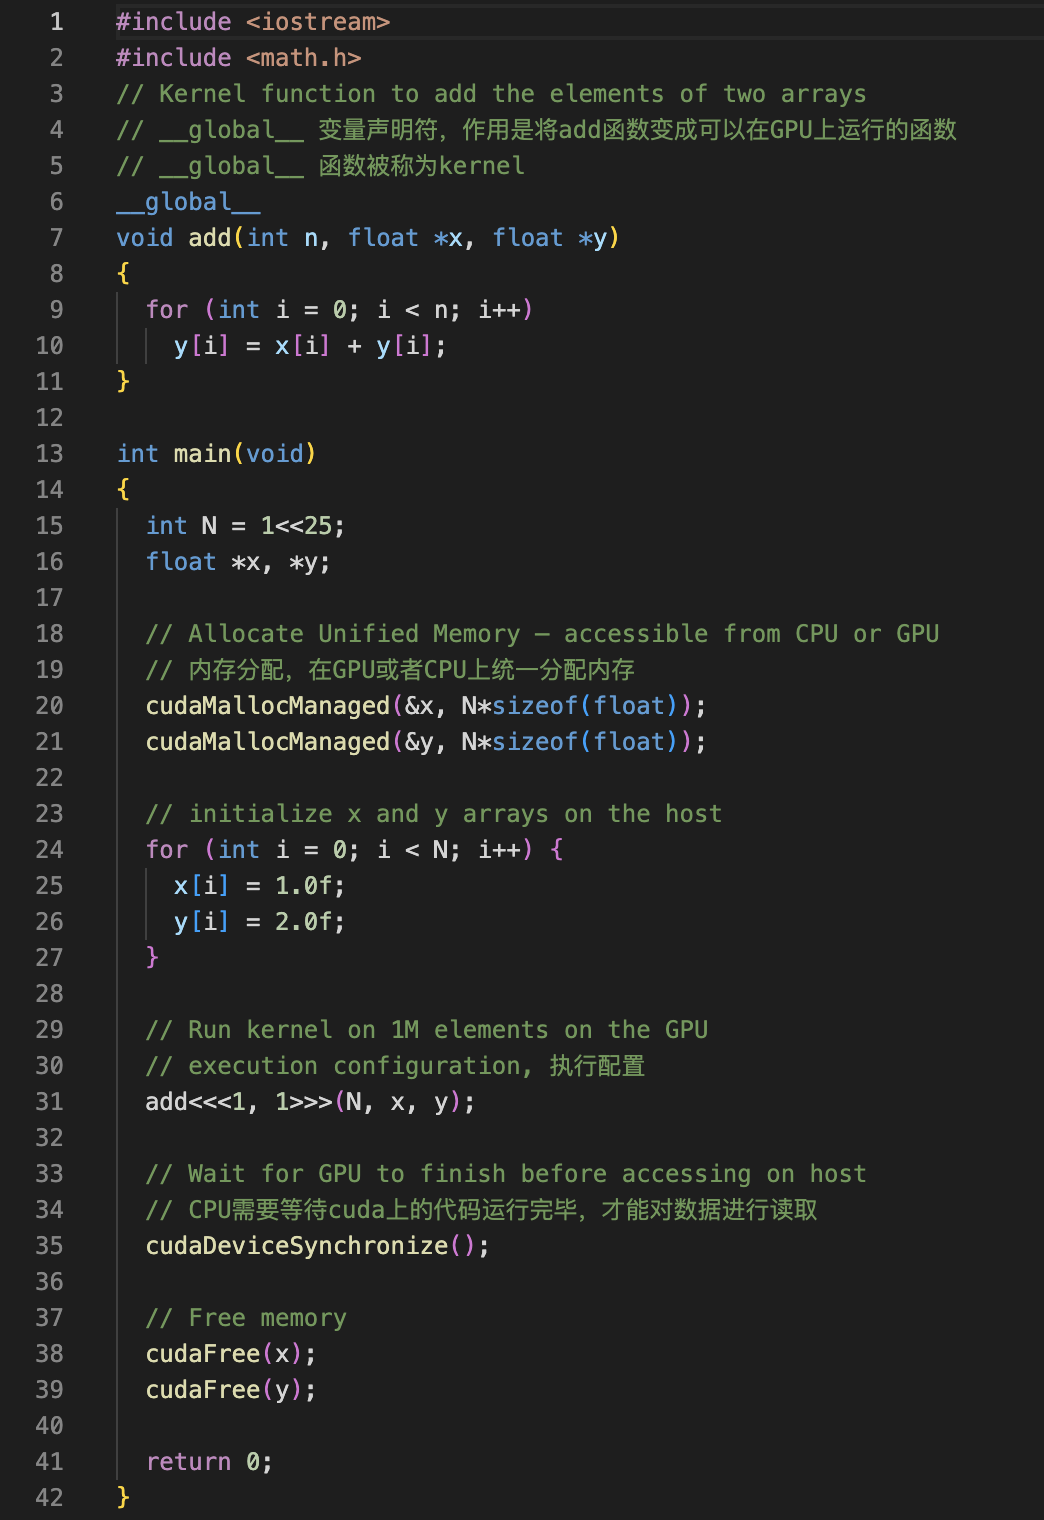 1 #include <iostream>
2 #include <math.h>
3 // Kernel function to add the elements of two arrays
4 // __global__ 变量声明符，作用是将add函数变成可以在GPU上运行的函数
5 // __global__ 函数被称为kernel
6 __global__
7 void add(int n, float *x, float *y)
8 {
9   for (int i = 0; i < n; i++)
10     y[i] = x[i] + y[i];
11 }
12
13 int main(void)
14 {
15   int N = 1<<25;
16   float *x, *y;
17
18   // Allocate Unified Memory – accessible from CPU or GPU
19   // 内存分配，在GPU或者CPU上统一分配内存
20   cudaMallocManaged(&x, N*sizeof(float));
21   cudaMallocManaged(&y, N*sizeof(float));
22
23   // initialize x and y arrays on the host
24   for (int i = 0; i < N; i++) {
25     x[i] = 1.0f;
26     y[i] = 2.0f;
27   }
28
29   // Run kernel on 1M elements on the GPU
30   // execution configuration, 执行配置
31   add<<<1, 1>>>(N, x, y);
32
33   // Wait for GPU to finish before accessing on host
34   // CPU需要等待cuda上的代码运行完毕，才能对数据进行读取
35   cudaDeviceSynchronize();
36
37   // Free memory
38   cudaFree(x);
39   cudaFree(y);
40
41   return 0;
42 }